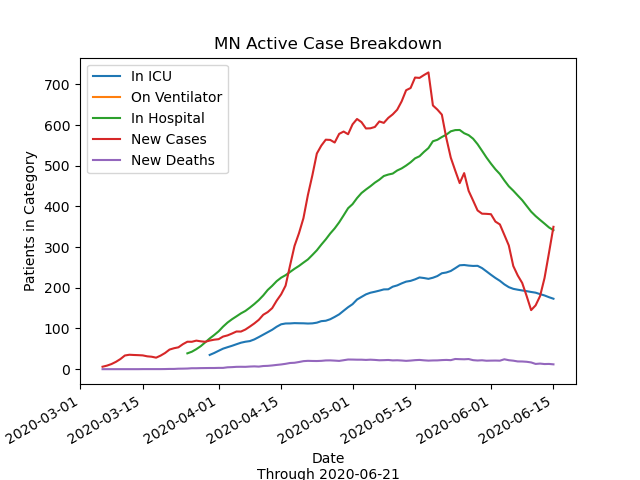 MN Active Case Breakdown
In ICU
On Ventilator
In Hospital
New Cases
New Deaths
Patients in Category
700
600
500
400
300
200
100
0
2020-03-01
2020-03-15
2020-04-01
2020-04-15
2020-05-01
2020-05-15
2020-06-01
2020-06-15
Date
Through 2020-06-21